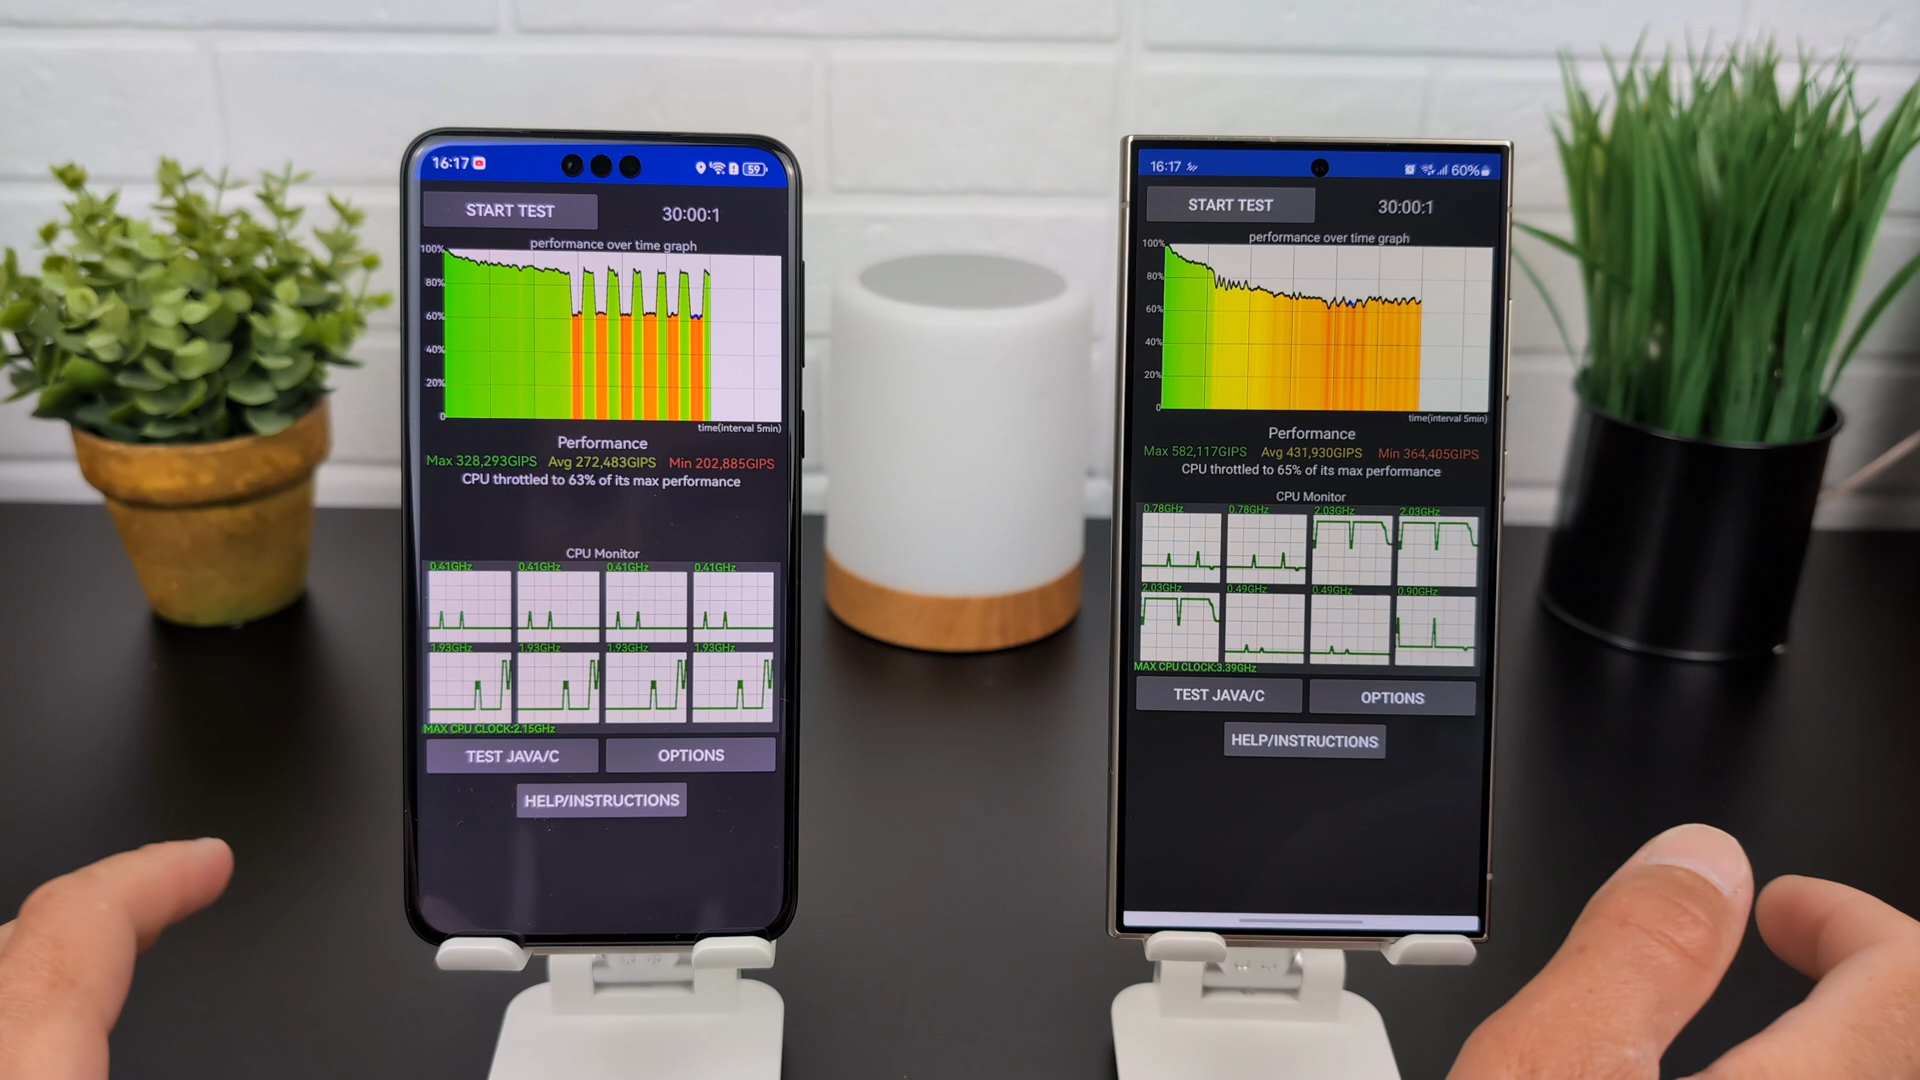 16:17
59
START TEST
30:00:1
performance over time graph
100%
80%
60%
40%
20%
0
time(interval 5min)
Performance
Max 328,293GIPS Avg 272,483GIPS Min 202,885GIPS
CPU throttled to 63% of its max performance
CPU Monitor
0.41GHz 0.41GHz 0.41GHz 0.41GHz
1.93GHz 1.93GHz 1.93GHz 1.93GHz
MAX CPU CLOCK:2.15GHz
TEST JAVA/C OPTIONS
HELP/INSTRUCTIONS
16:17
60%
START TEST
30:00:1
performance over time graph
100%
80%
60%
40%
20%
0
time(interval 5min)
Performance
Max 582,117GIPS Avg 431,930GIPS Min 364,405GIPS
CPU throttled to 65% of its max performance
CPU Monitor
0.78GHz 0.78GHz 2.03GHz 2.03GHz
2.03GHz 0.49GHz 0.49GHz 0.90GHz
MAX CPU CLOCK:3.39GHz
TEST JAVA/C OPTIONS
HELP/INSTRUCTIONS